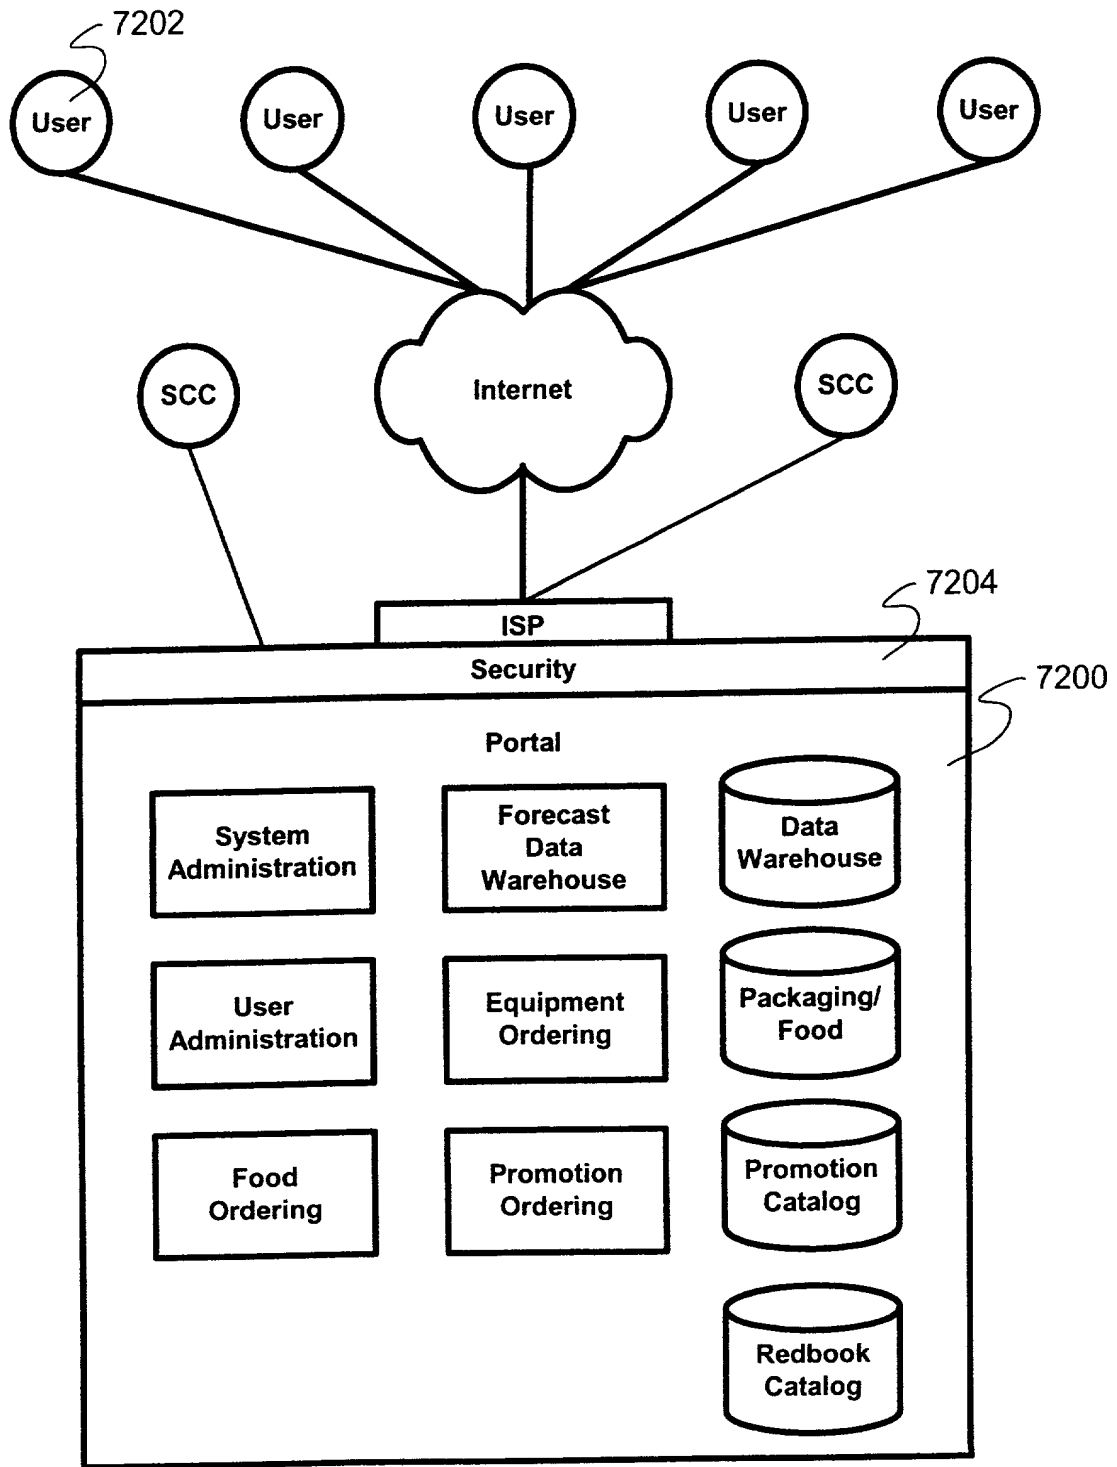 7202
User
User
User
User
User
SCC
Internet
SCC
7204
ISP
Security
7200
Portal
System
Administration
Forecast
Data
Warehouse
Data
Warehouse
User
Administration
Equipment
Ordering
Packaging/
Food
Food
Ordering
Promotion
Ordering
Promotion
Catalog
Redbook
Catalog